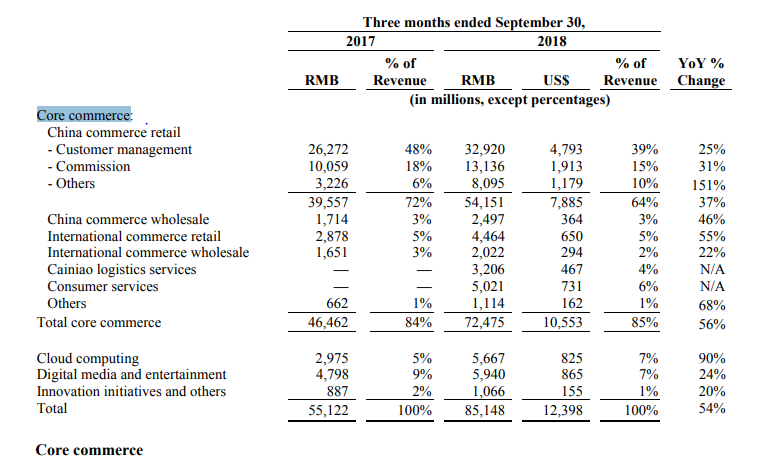 Three months ended September 30,
2017 2018
% of % of YoY %
RMB Revenue RMB US$ Revenue Change
(in millions, except percentages)
Core commerce:
China commerce retail
- Customer management 26,272 48% 32,920 4,793 39% 25%
- Commission 10,059 18% 13,136 1,913 15% 31%
- Others 3,226 6% 8,095 1,179 10% 151%
39,557 72% 54,151 7,885 64% 37%
China commerce wholesale 1,714 3% 2,497 364 3% 46%
International commerce retail 2,878 5% 4,464 650 5% 55%
International commerce wholesale 1,651 3% 2,022 294 2% 22%
Cainiao logistics services — — 3,206 467 4% N/A
Consumer services — — 5,021 731 6% N/A
Others 662 1% 1,114 162 1% 68%
Total core commerce 46,462 84% 72,475 10,553 85% 56%
Cloud computing 2,975 5% 5,667 825 7% 90%
Digital media and entertainment 4,798 9% 5,940 865 7% 24%
Innovation initiatives and others 887 2% 1,066 155 1% 20%
Total 55,122 100% 85,148 12,398 100% 54%
Core commerce